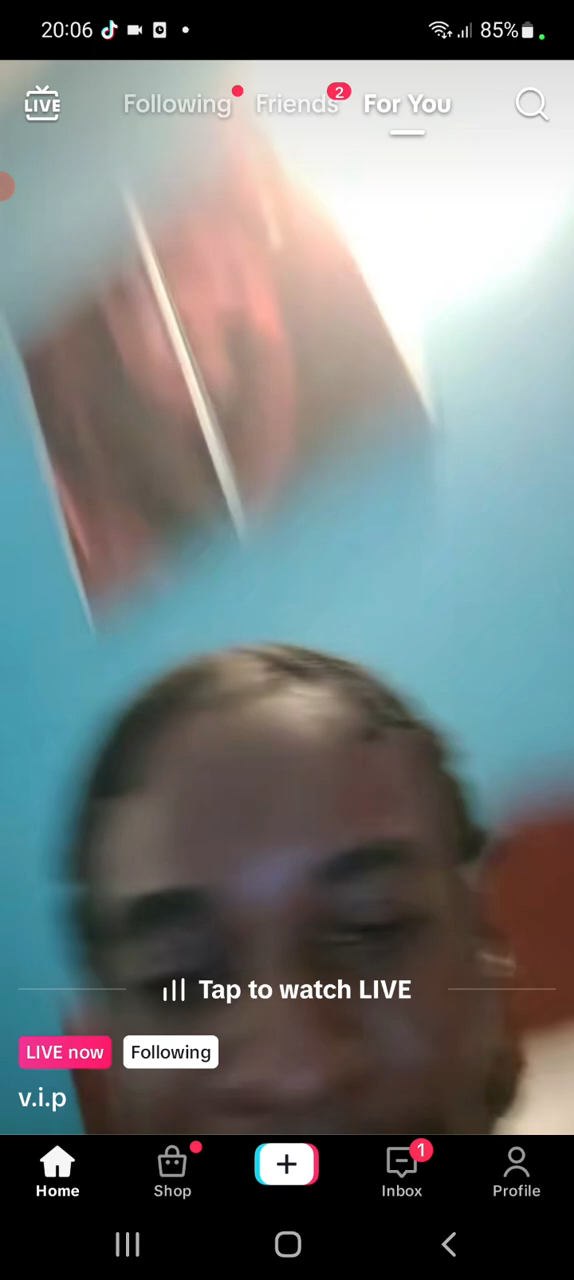 20:06 85%
LIVE Following Friends 2 For You
Tap to watch LIVE
LIVE now Following
v.i.p
1
Home Shop Inbox Profile